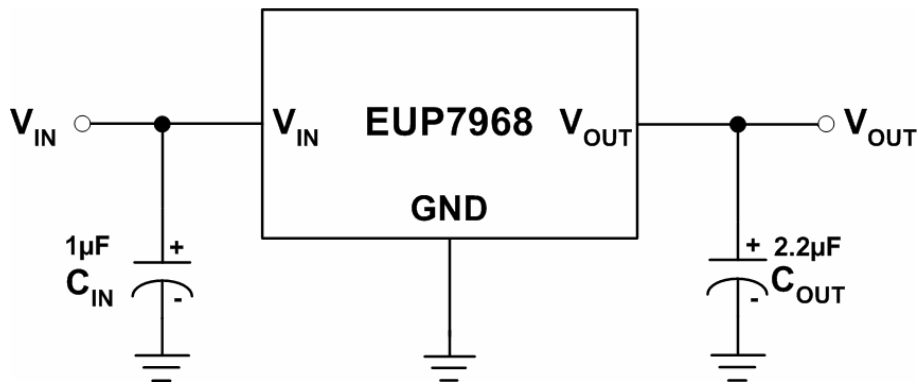 V_IN
V_IN
EUP7968
V_OUT
V_OUT
GND
1µF
+
C_IN
-
+
2.2µF
C_OUT
-